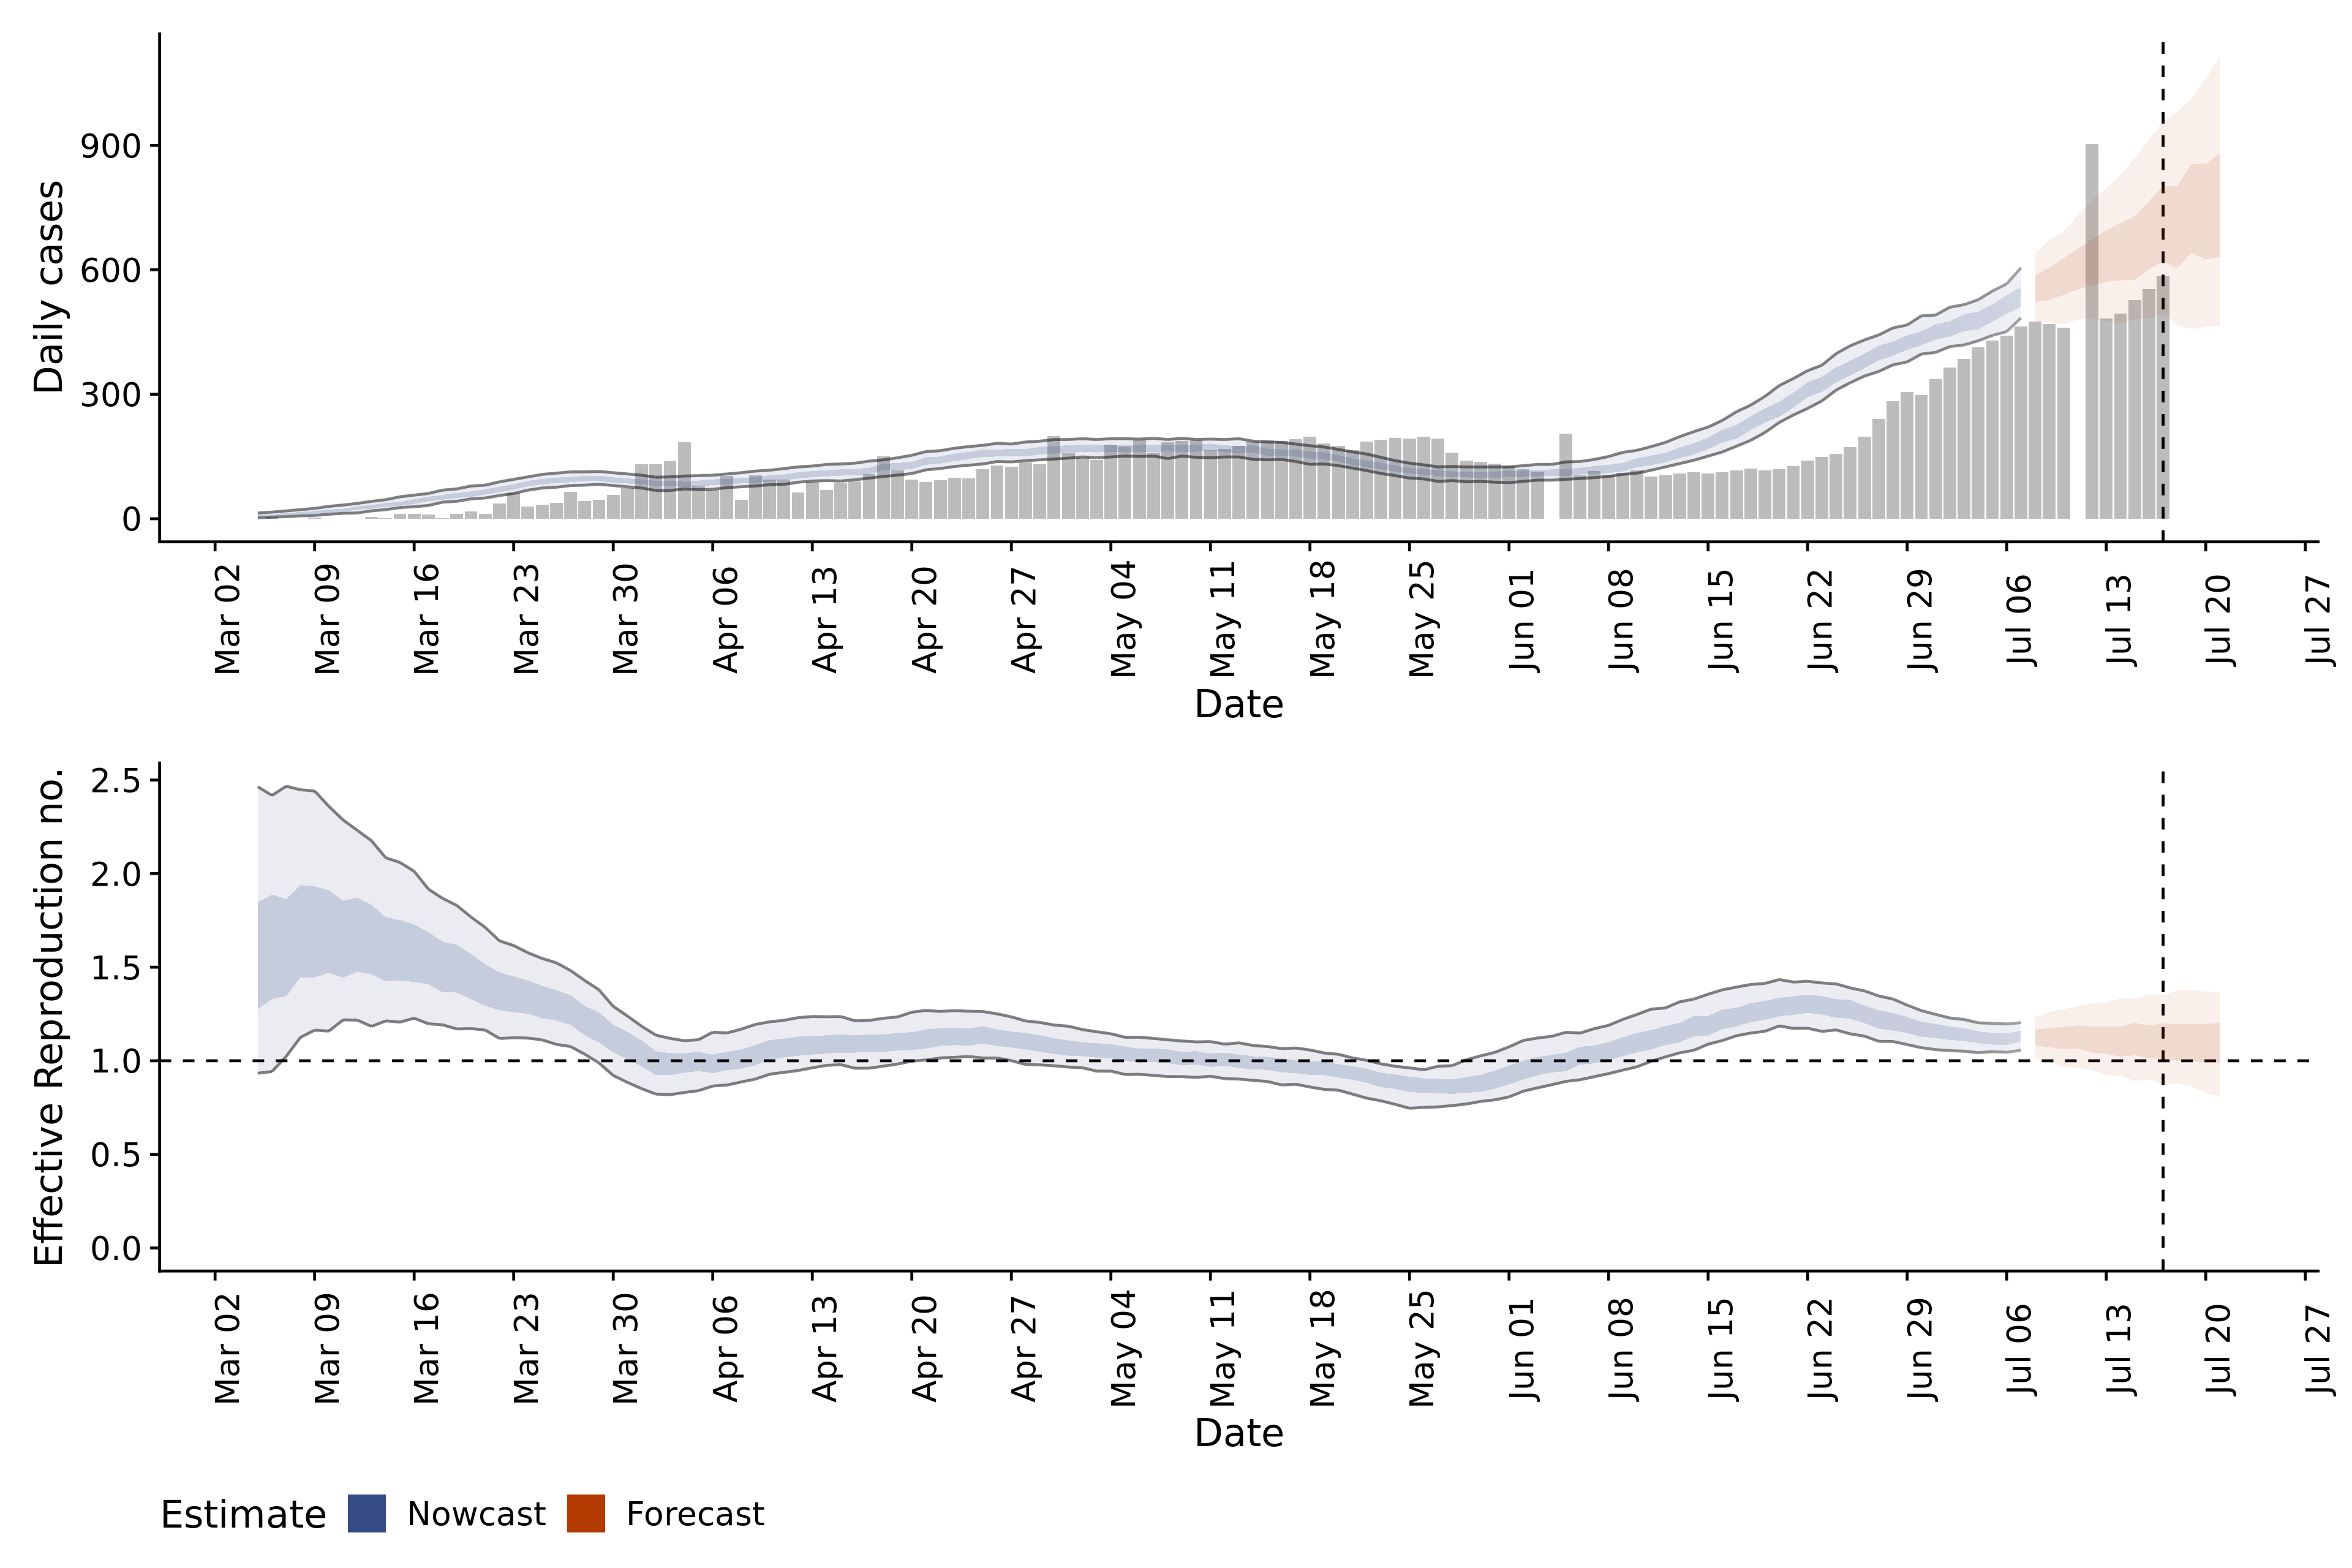 Daily cases
900
600
300
0
Mar 02
Mar 09
Mar 16
Mar 23
Mar 30
Apr 06
Apr 13
Apr 20
Apr 27
May 04
May 11
May 18
May 25
Jun 01
Jun 08
Jun 15
Jun 22
Jun 29
Jul 06
Jul 13
Jul 20
Jul 27
Date
Effective Reproduction no.
2.5
2.0
1.5
1.0
0.5
0.0
Mar 02
Mar 09
Mar 16
Mar 23
Mar 30
Apr 06
Apr 13
Apr 20
Apr 27
May 04
May 11
May 18
May 25
Jun 01
Jun 08
Jun 15
Jun 22
Jun 29
Jul 06
Jul 13
Jul 20
Jul 27
Date
Estimate Nowcast Forecast